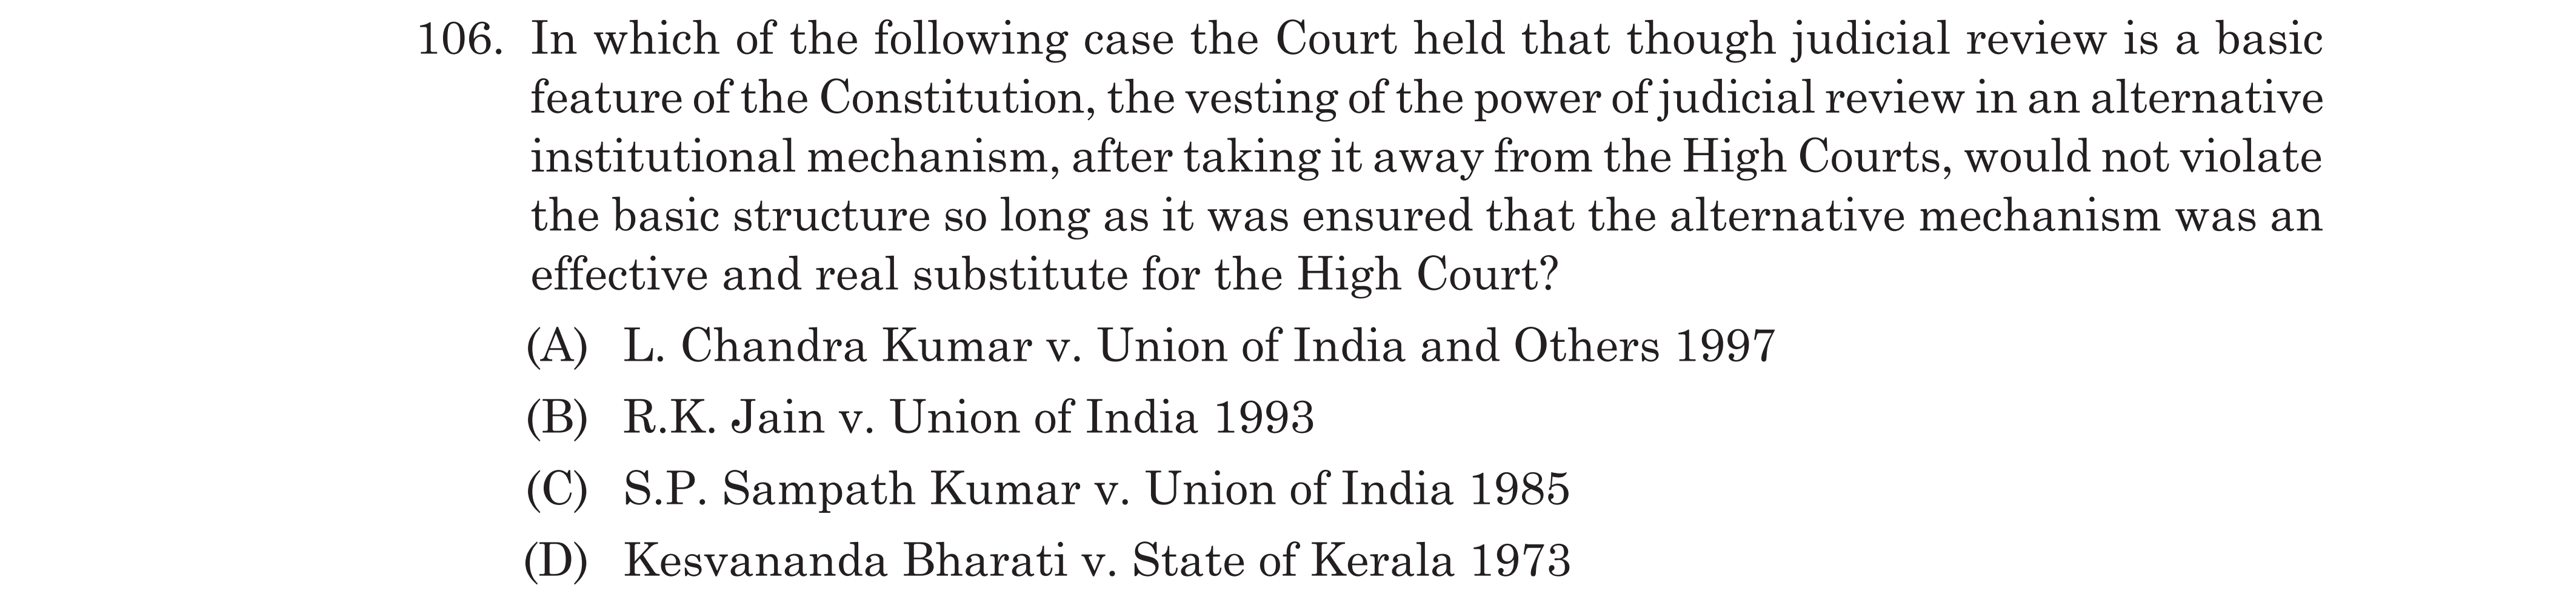 106. In which of the following case the Court held that though judicial review is a basic
feature of the Constitution, the vesting of the power of judicial review in an alternative
institutional mechanism, after taking it away from the High Courts, would not violate
the basic structure so long as it was ensured that the alternative mechanism was an
effective and real substitute for the High Court?
(A) L. Chandra Kumar v. Union of India and Others 1997
(B) R.K. Jain v. Union of India 1993
(C) S.P. Sampath Kumar v. Union of India 1985
(D) Kesvananda Bharati v. State of Kerala 1973